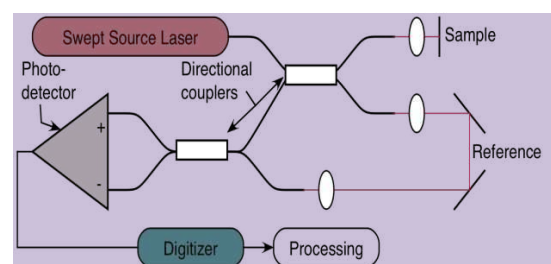 Swept Source Laser
Sample
Photo-
detector
Directional
couplers
+
-
Reference
Digitizer
Processing